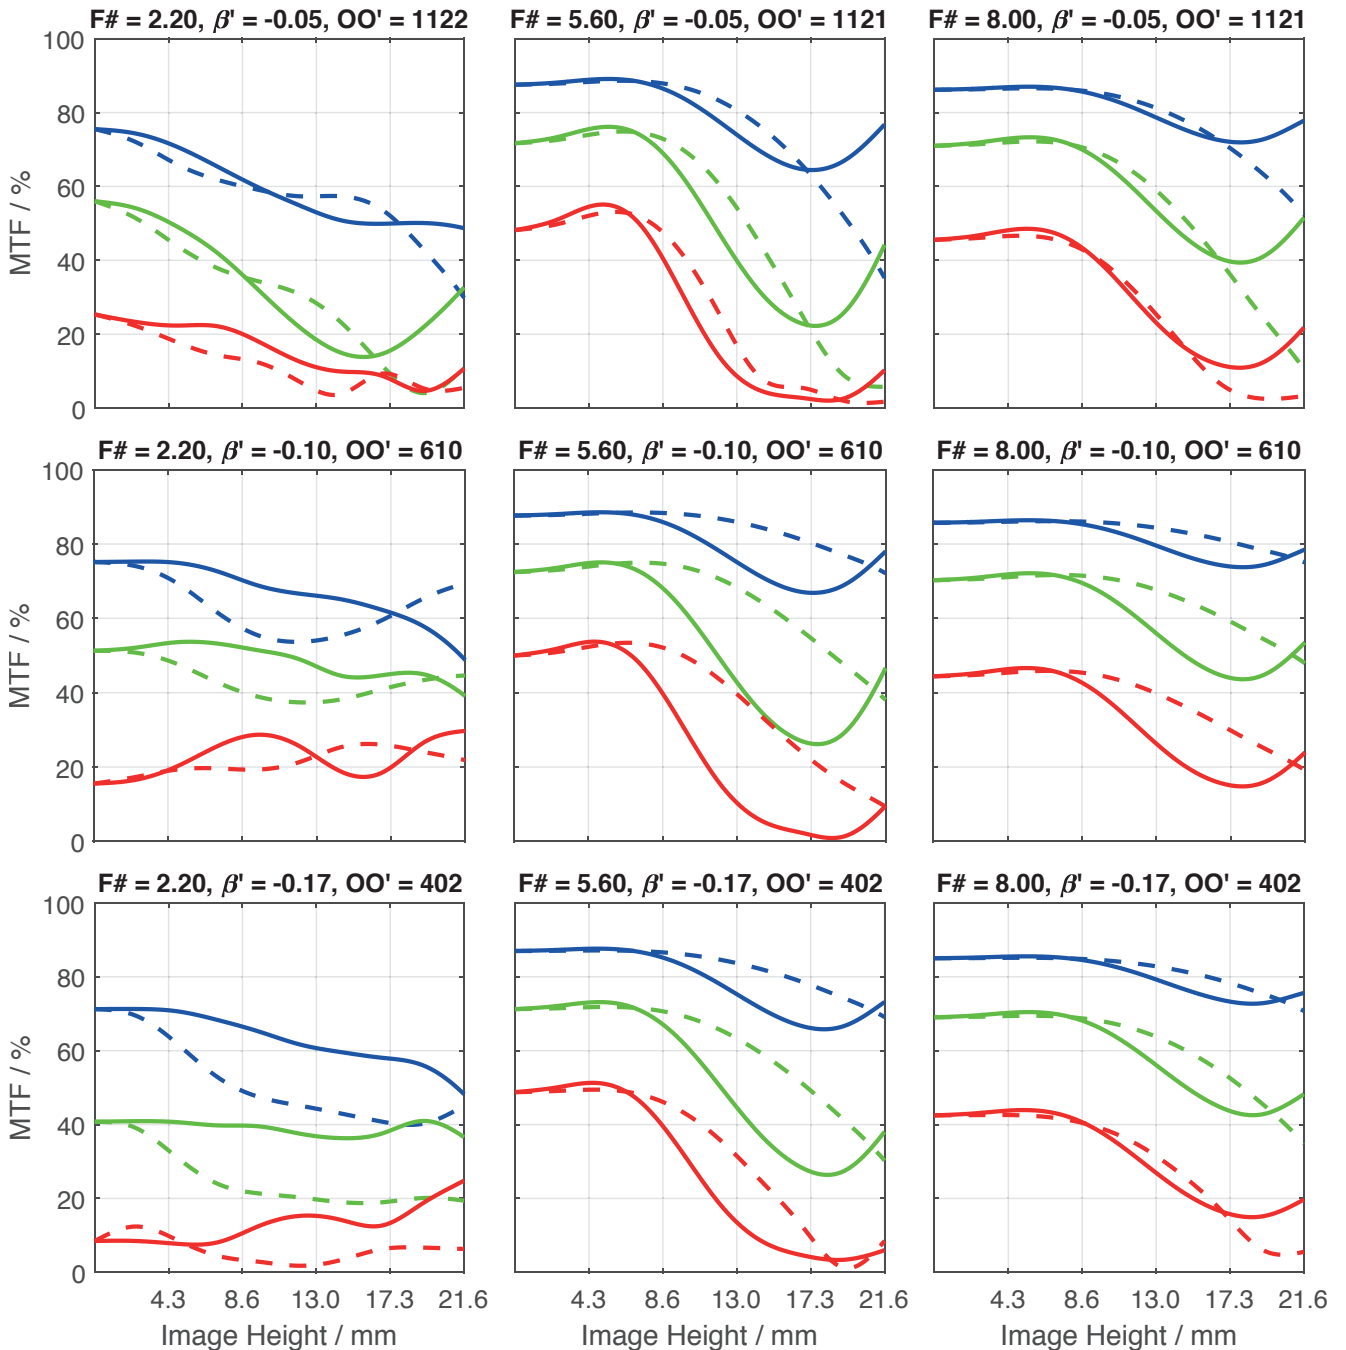 F# = 2.20, β' = -0.05, OO' = 1122
F# = 5.60, β' = -0.05, OO' = 1121
F# = 8.00, β' = -0.05, OO' = 1121
100
80
60
40
20
0
MTF / %
F# = 2.20, β' = -0.10, OO' = 610
F# = 5.60, β' = -0.10, OO' = 610
F# = 8.00, β' = -0.10, OO' = 610
100
80
60
40
20
0
MTF / %
F# = 2.20, β' = -0.17, OO' = 402
F# = 5.60, β' = -0.17, OO' = 402
F# = 8.00, β' = -0.17, OO' = 402
100
80
60
40
20
0
MTF / %
4.3 8.6 13.0 17.3 21.6
4.3 8.6 13.0 17.3 21.6
4.3 8.6 13.0 17.3 21.6
Image Height / mm
Image Height / mm
Image Height / mm